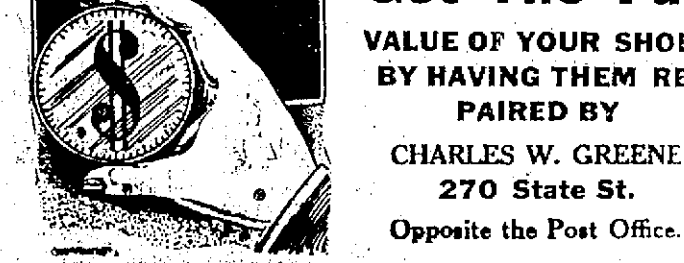 VALUE OF YOUR SHOE
BY HAVING THEM RE
PAIRED BY
CHARLES W. GREENE
270 State St.
Opposite the Post Office.